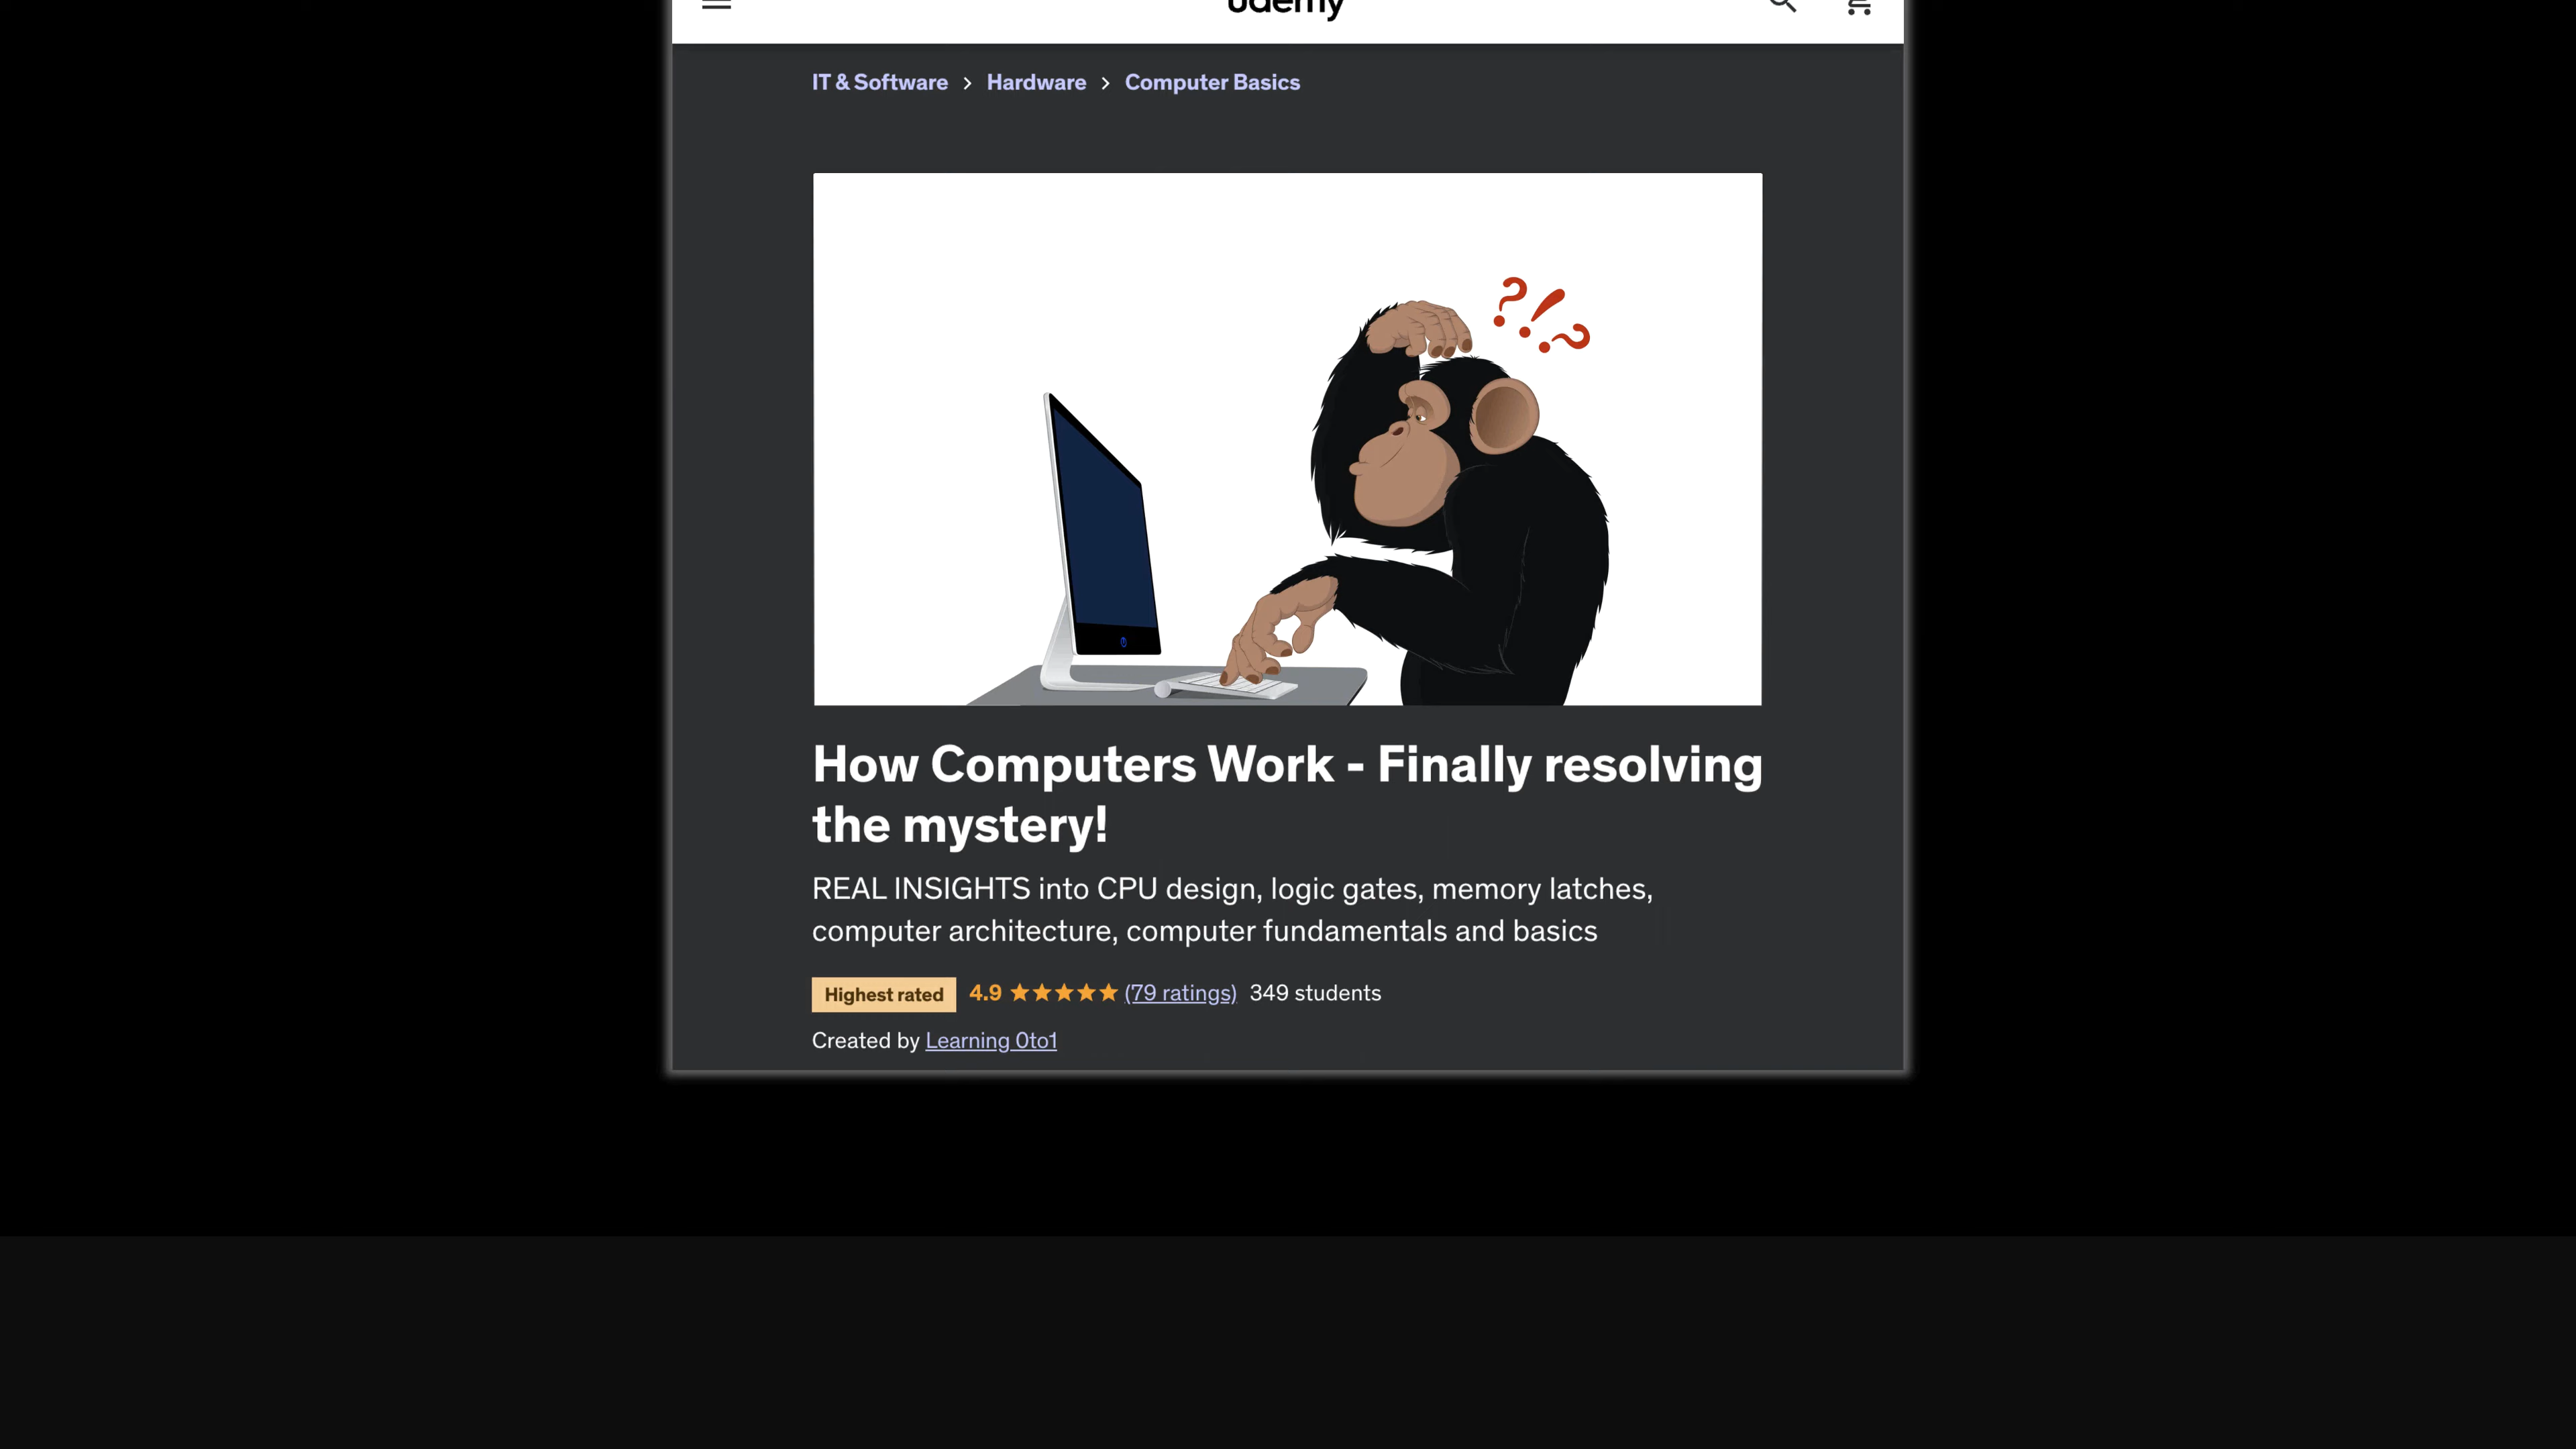 udemy
IT & Software > Hardware > Computer Basics
?!?
How Computers Work - Finally resolving
the mystery!
REAL INSIGHTS into CPU design, logic gates, memory latches,
computer architecture, computer fundamentals and basics
Highest rated 4.9 ★★★★★ (79 ratings) 349 students
Created by Learning 0to1